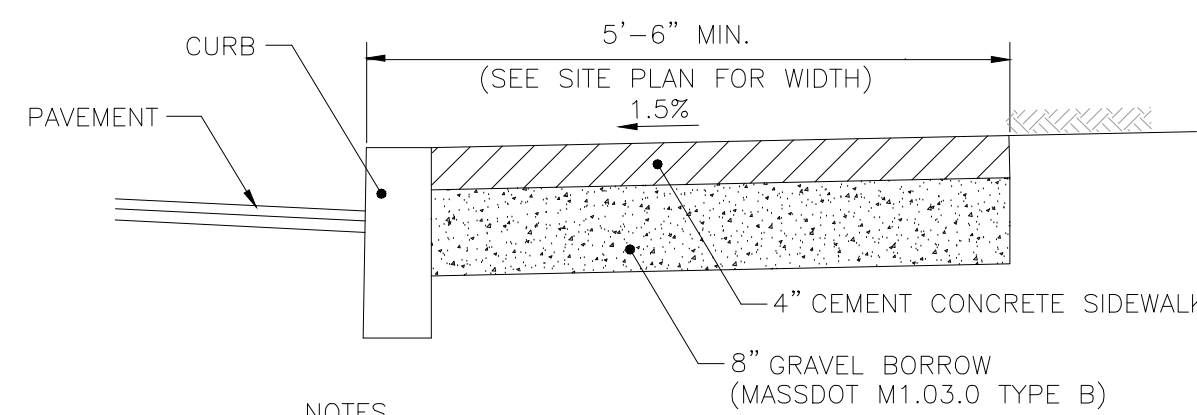 5'-6" MIN.
CURB
(SEE SITE PLAN FOR WIDTH)
1.5%
PAVEMENT
4" CEMENT CONCRETE SIDEWALK
8" GRAVEL BORROW
(MASSDOT M1.03.0 TYPE B)
NOTES